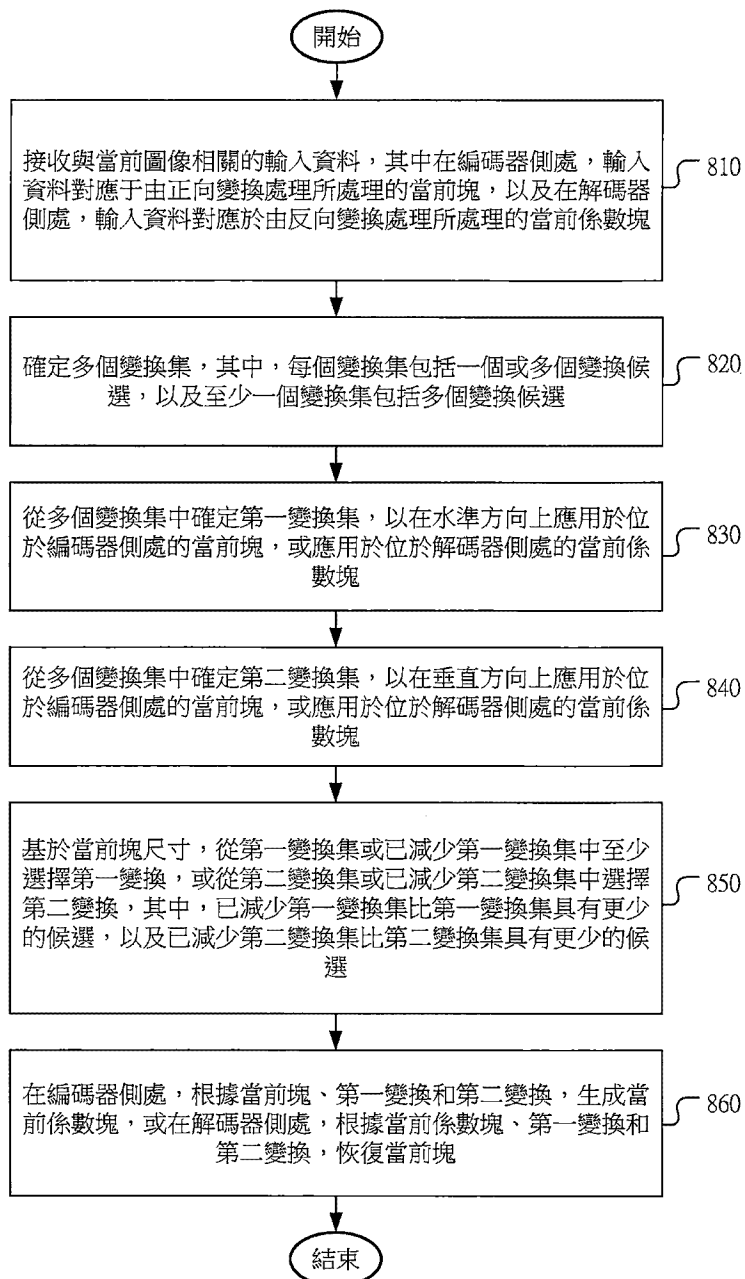 開始
接收與當前圖像相關的輸入資料，其中在編碼器側處，輸入
資料對應于由正向變換處理所處理的當前塊，以及在解碼器
側處，輸入資料對應於由反向變換處理所處理的當前係數塊
810
確定多個變換集，其中，每個變換集包括一個或多個變換候
選，以及至少一個變換集包括多個變換候選
820
從多個變換集中確定第一變換集，以在水準方向上應用於位
於編碼器側處的當前塊，或應用於位於解碼器側處的當前係
數塊
830
從多個變換集中確定第二變換集，以在垂直方向上應用於位
於編碼器側處的當前塊，或應用於位於解碼器側處的當前係
數塊
840
基於當前塊尺寸，從第一變換集或已減少第一變換集中至少
選擇第一變換，或從第二變換集或已減少第二變換集中選擇
第二變換，其中，已減少第一變換集比第一變換集具有更少
的候選，以及已減少第二變換集比第二變換集具有更少的候
選
850
在編碼器側處，根據當前塊、第一變換和第二變換，生成當
前係數塊，或在解碼器側處，根據當前係數塊、第一變換和
第二變換，恢復當前塊
860
結束